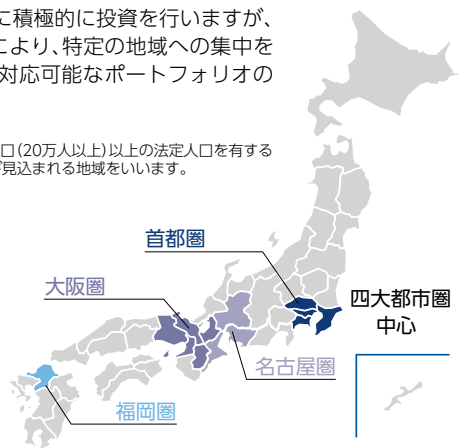 に積極的に投資を行いますが、
により、特定の地域への集中を
対応可能なポートフォリオの
口(20万人以上)以上の法定人口を有する
見込まれる地域をいいます。
首都圏
大阪圏
四大都市圏
中心
名古屋圏
福岡圏